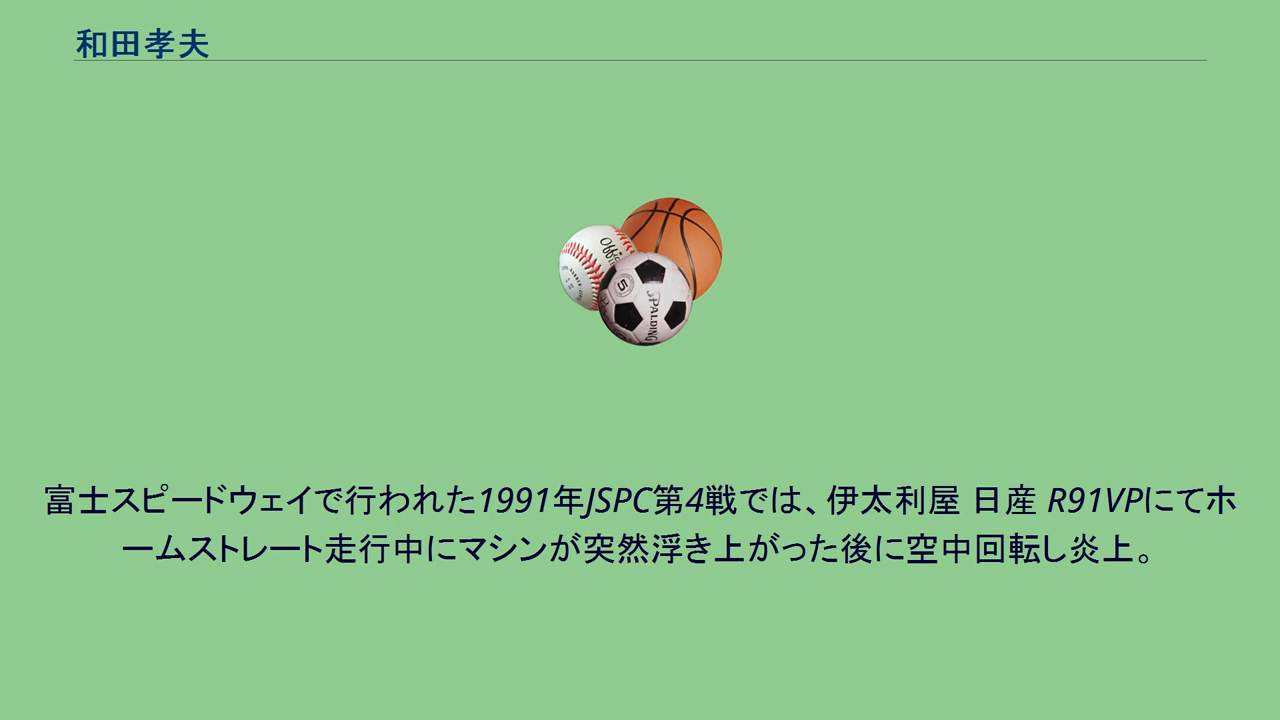 和田孝夫
Offic
5
SPALDING
富士スピードウェイで行われた1991年JSPC第4戦では、伊太利屋 日産 R91VPにてホ
ームストレート走行中にマシンが突然浮き上がった後に空中回転し炎上。